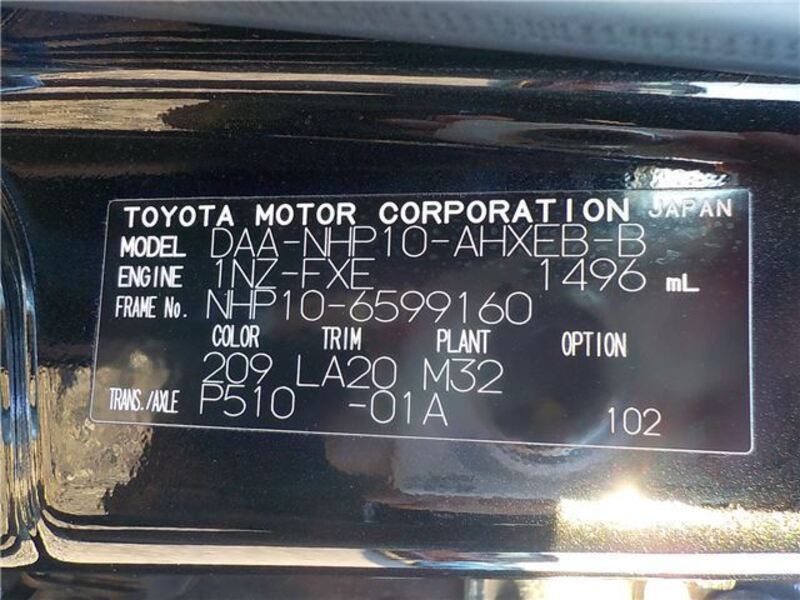 TOYOTA MOTOR CORPORATION JAPAN
MODEL DAA-NHP10-AHXEB-B
ENGINE 1NZ-FXE 1496 mL
FRAME No. NHP10-6599160
COLOR TRIM PLANT OPTION
209 LA20 M32
TRANS./AXLE P510 -01A 102